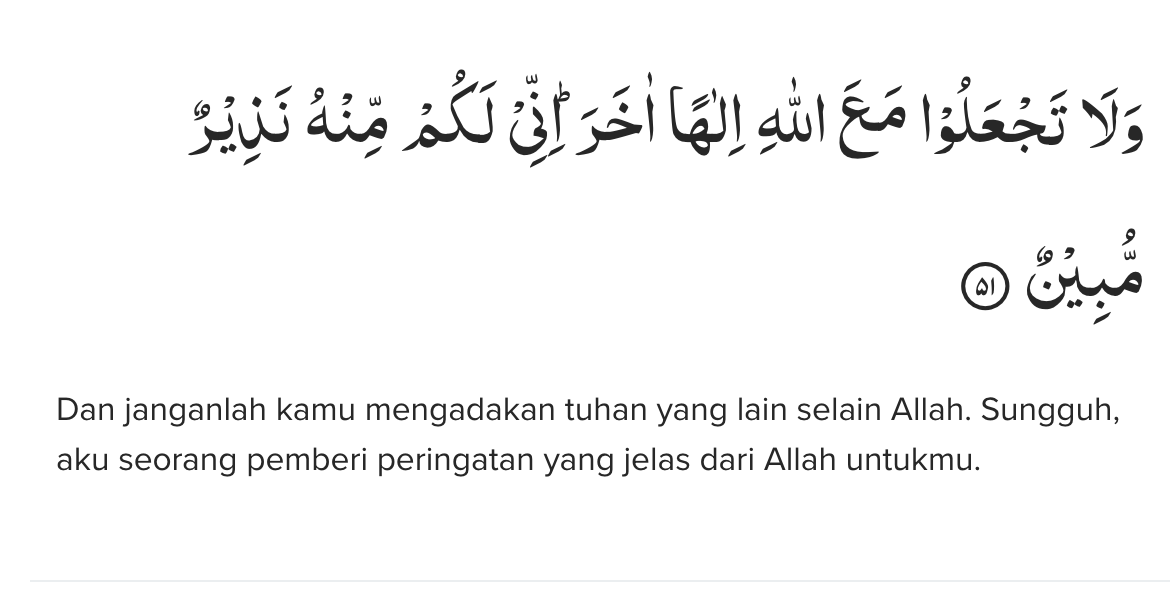 وَلَا تَجْعَلُوْا مَعَ اللّٰهِ اِلٰهًا اٰخَرَۗ اِنِّيْ لَكُمْ مِّنْهُ نَذِيْرٌ
مُّبِيْنٌ ۝٥١
Dan janganlah kamu mengadakan tuhan yang lain selain Allah. Sungguh,
aku seorang pemberi peringatan yang jelas dari Allah untukmu.